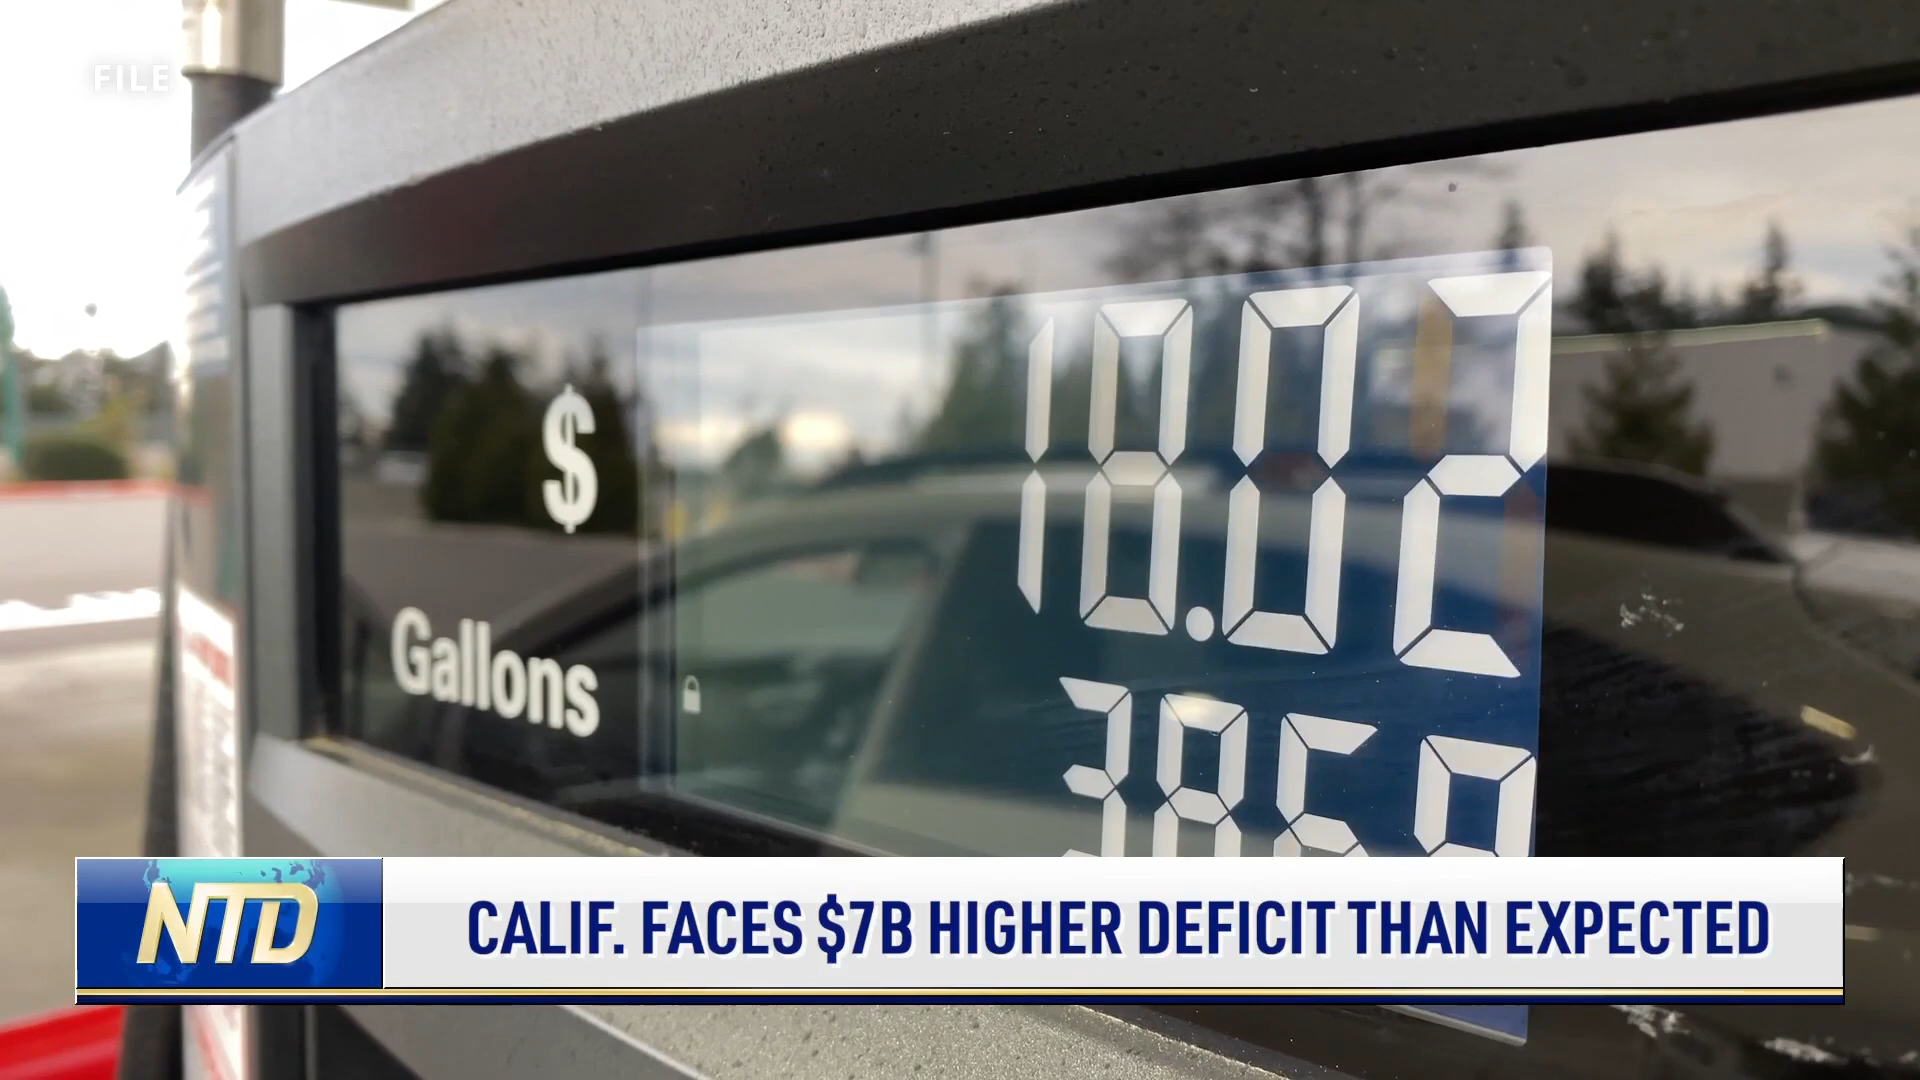 FILE
$ 18.02
Gallons
NTD CALIF. FACES $7B HIGHER DEFICIT THAN EXPECTED